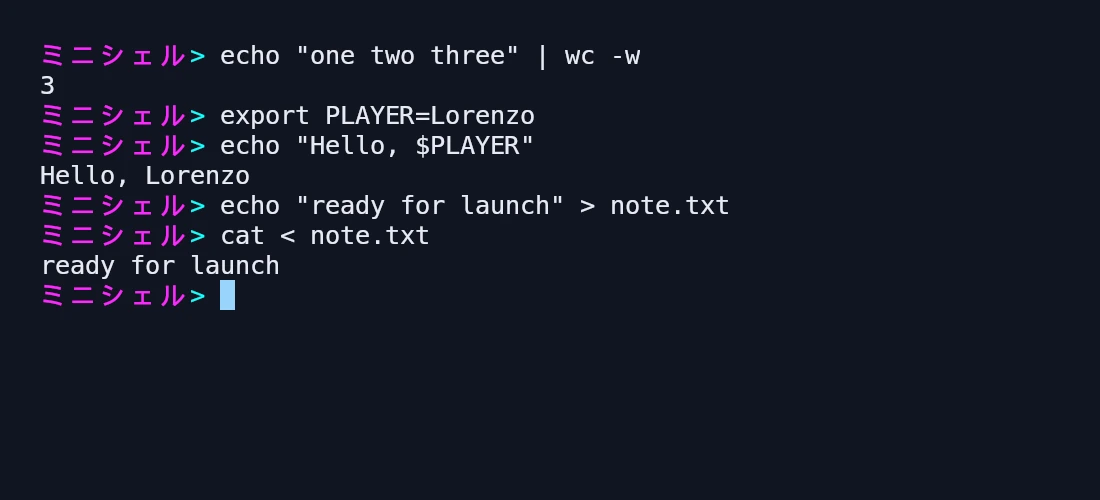 ミニシェル> echo "one two three" | wc -w
3
ミニシェル> export PLAYER=Lorenzo
ミニシェル> echo "Hello, $PLAYER"
Hello, Lorenzo
ミニシェル> echo "ready for launch" > note.txt
ミニシェル> cat < note.txt
ready for launch
ミニシェル>